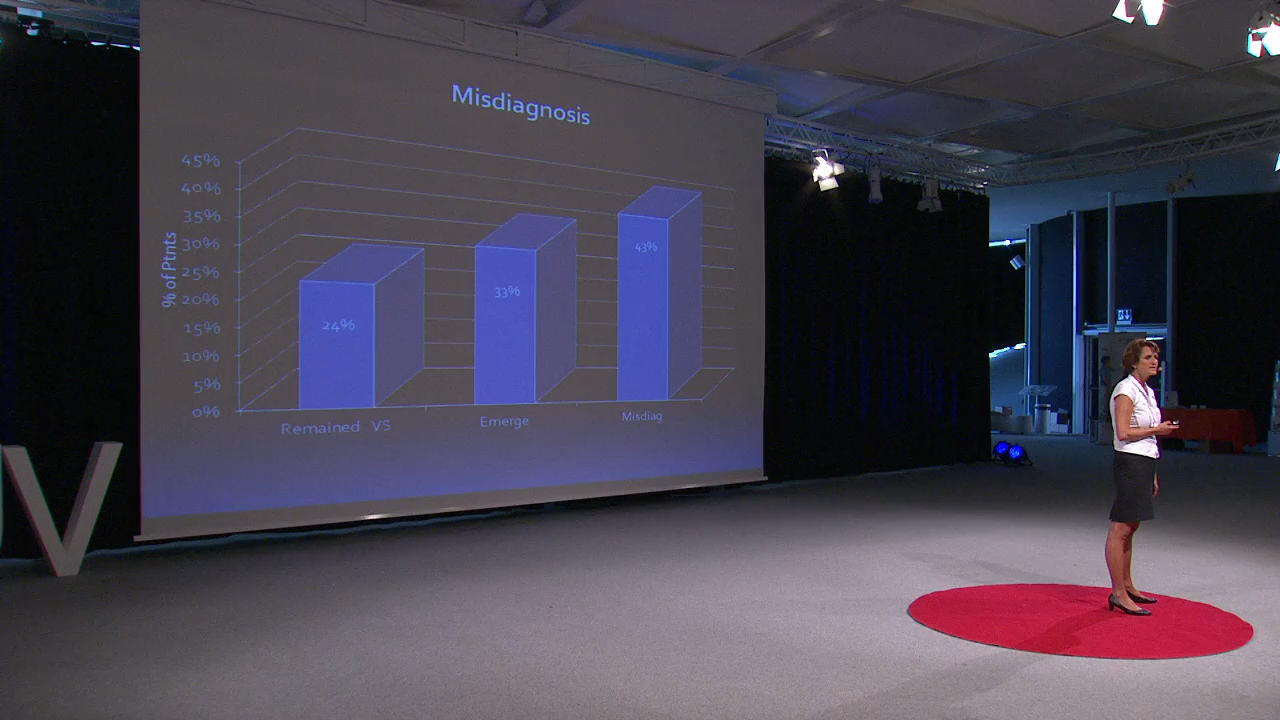 Misdiagnosis
45%
40%
35%
30%
25%
20%
15%
10%
5%
0%
% of Ptnts
24%
33%
43%
Remained VS
Emerge
Misdiag
V